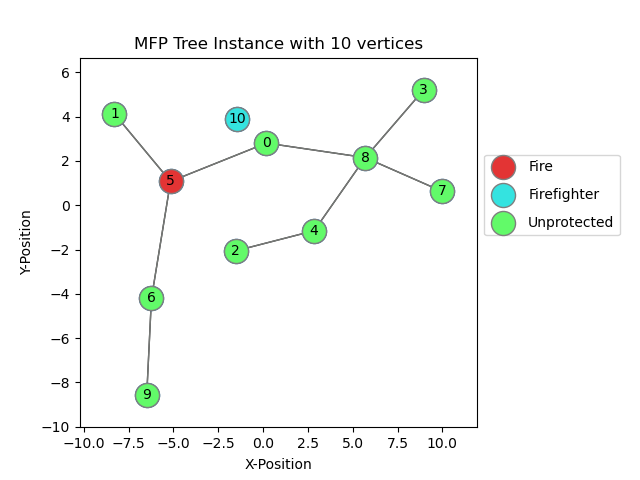 MFP Tree Instance with 10 vertices
6
4
2
0
−2
−4
−6
−8
−10
Y-Position
−10.0 −7.5 −5.0 −2.5 0.0 2.5 5.0 7.5 10.0
X-Position
3
1
10
0
8
5
7
4
2
6
9
Fire
Firefighter
Unprotected